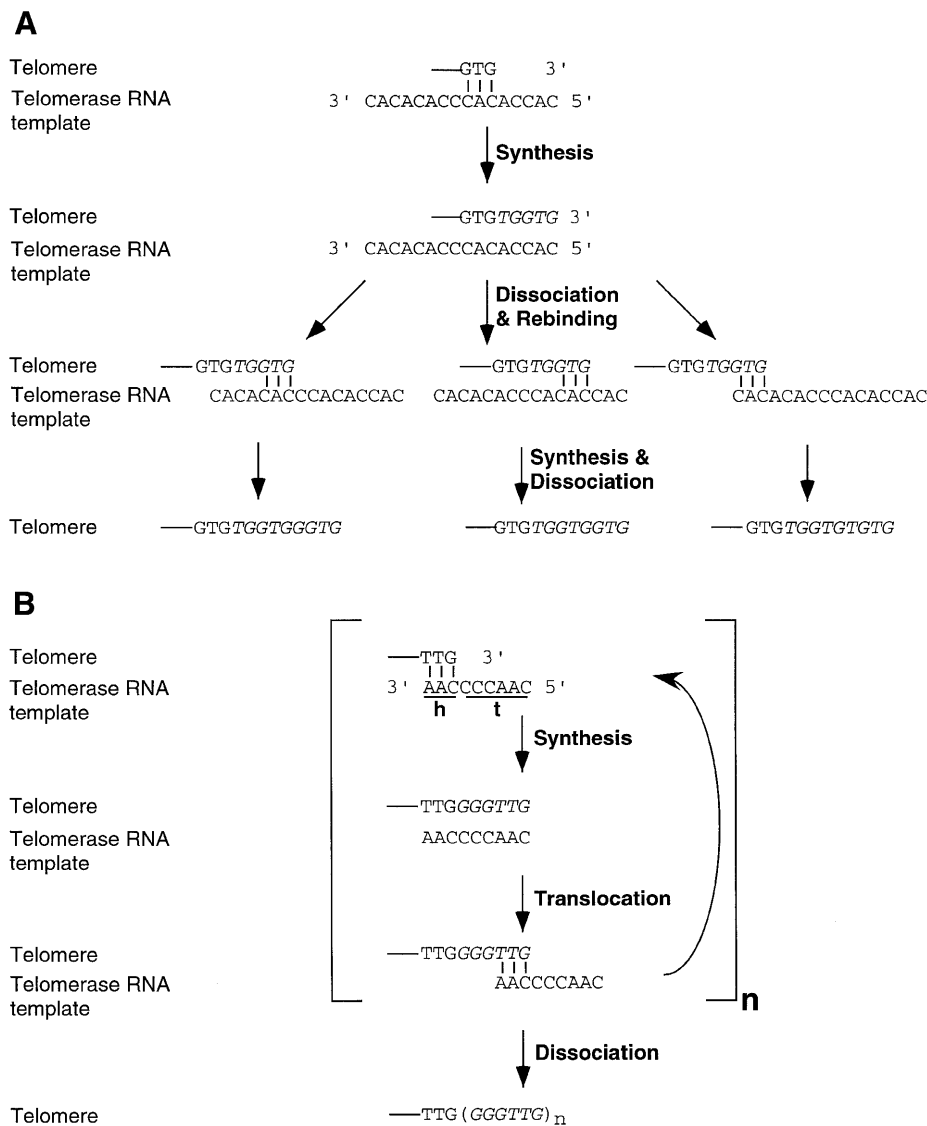 A
Telomere —GTG 3'
Telomerase RNA template 3' CACACACCCACACCAC 5'
Synthesis
Telomere —GTGTGGTG 3'
Telomerase RNA template 3' CACACACCCACACCAC 5'
Dissociation
& Rebinding
Telomere —GTGTGGTG —GTGTGGTG —GTGTGGTG
Telomerase RNA template CACACACCCACACCAC CACACACCCACACCAC CACACACCCACACCAC
Synthesis &
Dissociation
Telomere —GTGTGGTGGGTG —GTGTGGTGGTG —GTGTGGTGTGTG
B
Telomere —TTG 3'
Telomerase RNA template 3' AACCCCAAC 5'
h t
Synthesis
Telomere —TTGGGGTTG
Telomerase RNA template AACCCCAAC
Translocation
Telomere —TTGGGGTTG
Telomerase RNA template AACCCCAAC
n
Dissociation
Telomere —TTG(GGGTTG)n